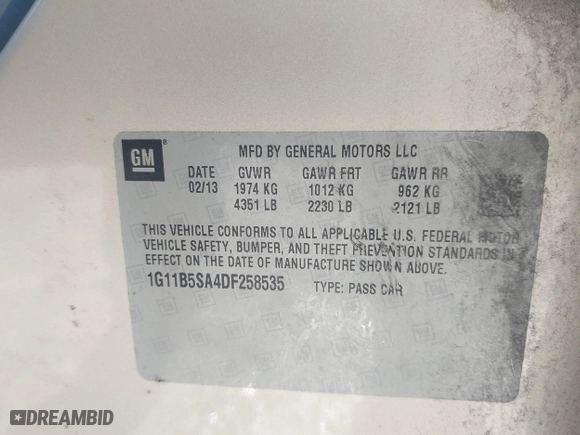 GM®
MFD BY GENERAL MOTORS LLC
DATE GVWR GAWR FRT GAWR RR
02/13 1974 KG 1012 KG 962 KG
4351 LB 2230 LB 2121 LB
THIS VEHICLE CONFORMS TO ALL APPLICABLE U.S. FEDERAL MOTOR
VEHICLE SAFETY, BUMPER, AND THEFT PREVENTION STANDARDS IN
EFFECT ON THE DATE OF MANUFACTURE SHOWN ABOVE.
1G11B5SA4DF258535 TYPE: PASS CAR
DREAMBID